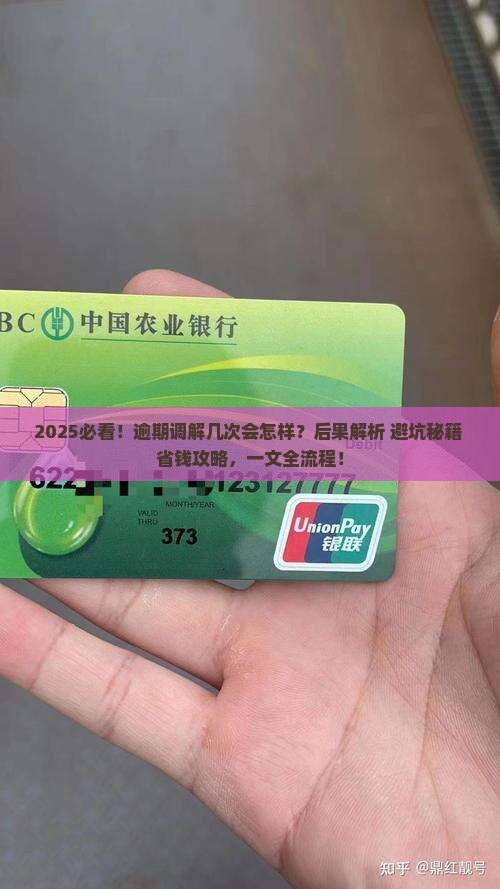 BC 中国农业银行
2025必看！逾期调解几次会怎样？后果解析 避坑秘籍
省钱攻略，一文全流程！
Debit
622
123127777
MONTH/YEAR
VALID
THRU
373
UnionPay
银联
知乎 @鼎红靓号